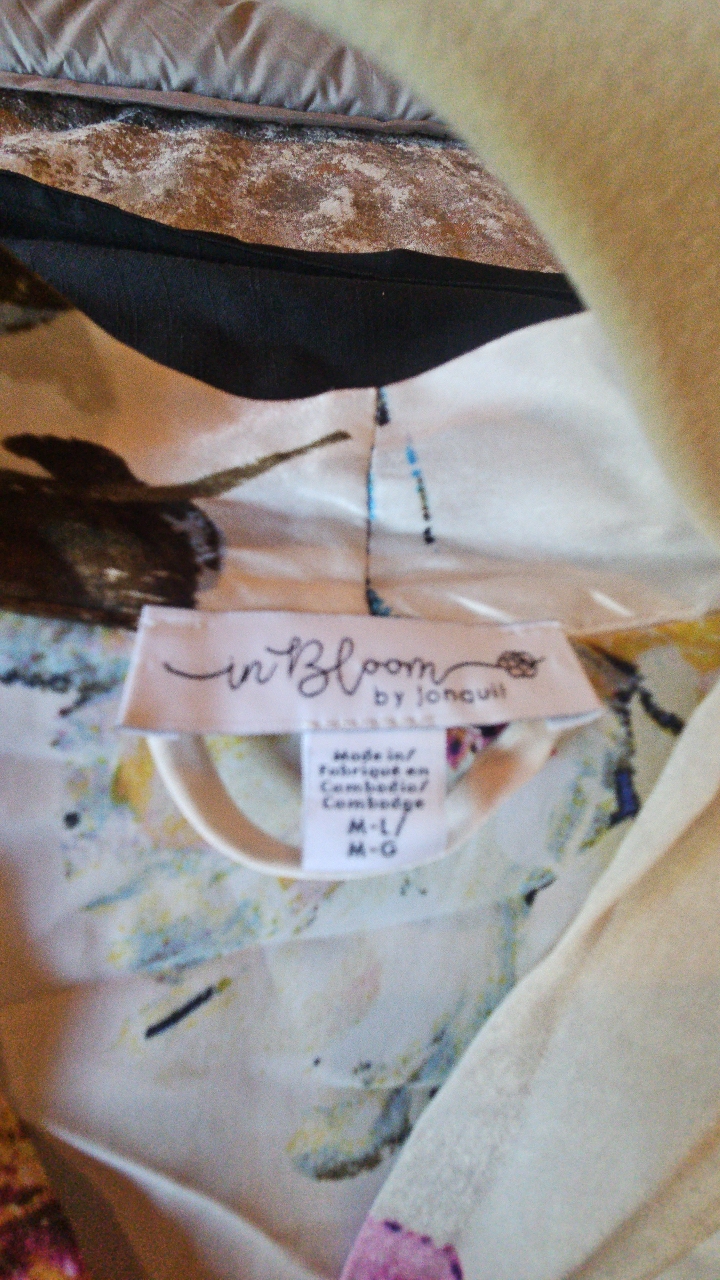 in Bloom
by Jonquil
Made in/
Fabriqué en
Cambodia/
Cambodge
M-L/
M-G